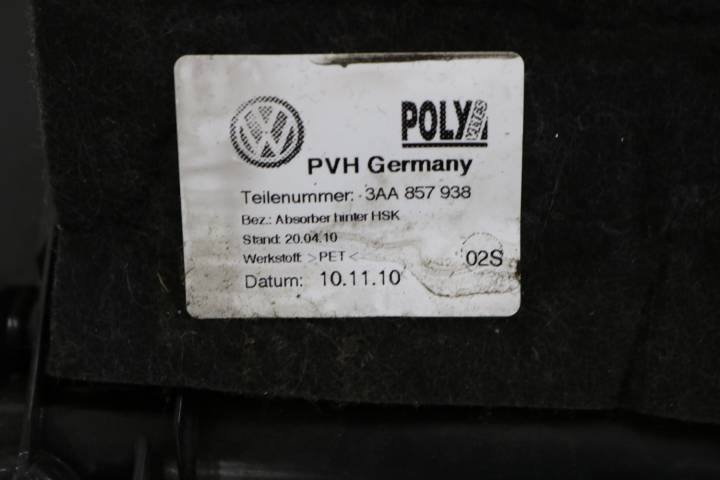 POLY
PVH Germany
Teilenummer: 3AA 857 938
Bez.: Absorber hinter HSK
Stand: 20.04.10
Werkstoff: >PET< 02S
Datum: 10.11.10